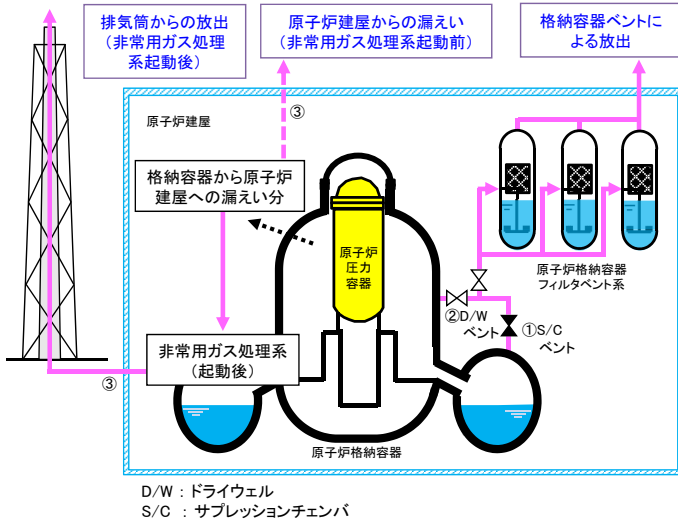 排気筒からの放出
(非常用ガス処理
系起動後)
原子炉建屋からの漏えい
(非常用ガス処理系起動前)
格納容器ベントに
よる放出
③
原子炉建屋
格納容器から原子炉
建屋への漏えい分
原子炉
圧力
容器
原子炉格納容器
フィルタベント系
②D/W
ベント
①S/C
ベント
非常用ガス処理系
(起動後)
③
原子炉格納容器
D/W : ドライウェル
S/C : サプレッションチェンバ